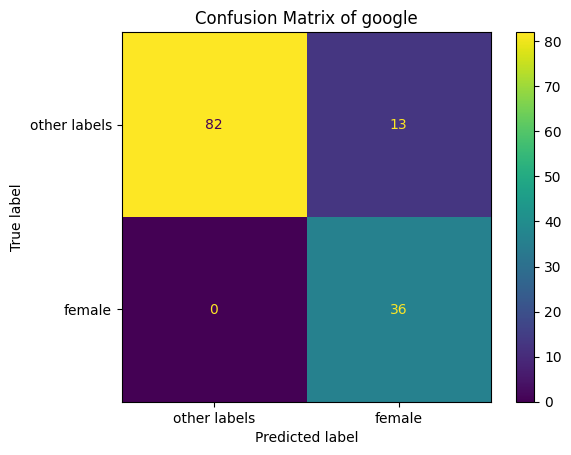 Confusion Matrix of google
True label
other labels
female
82
13
0
36
other labels
female
Predicted label
80
70
60
50
40
30
20
10
0